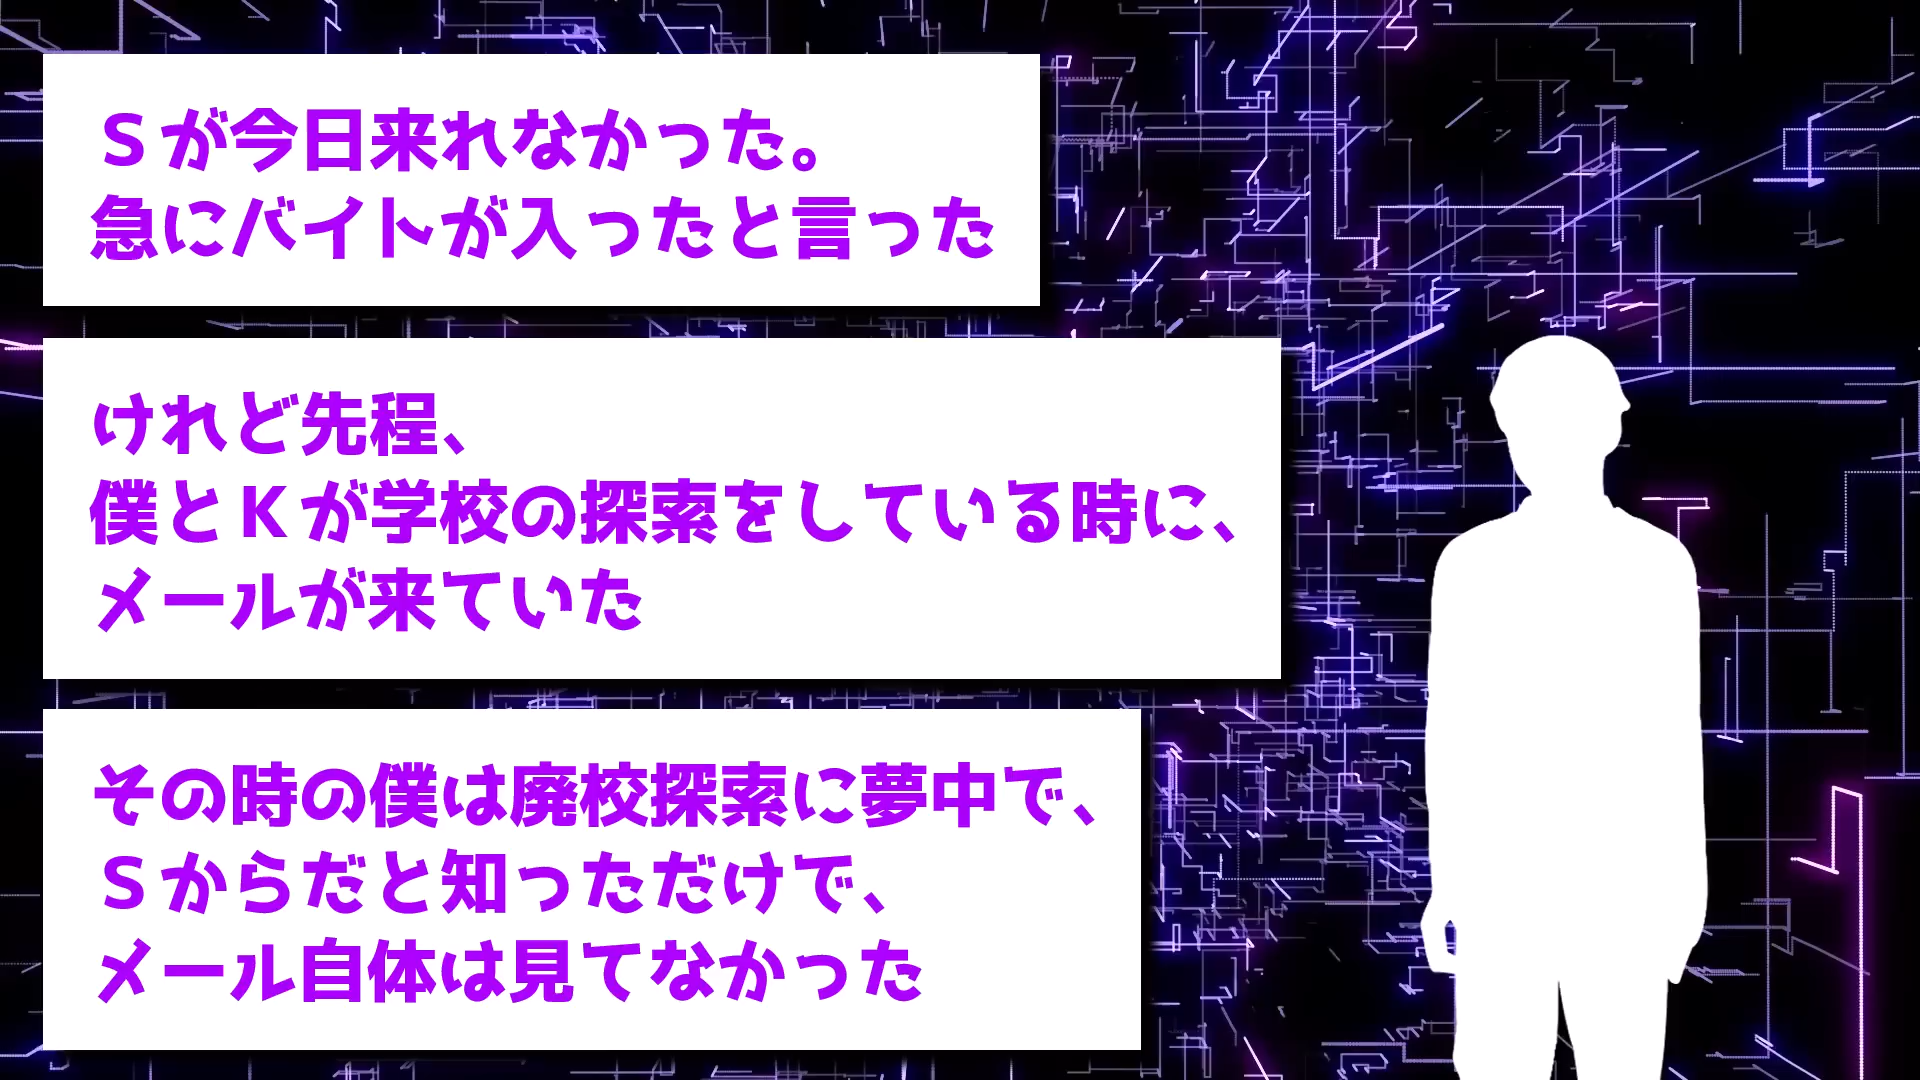 Ｓが今日来れなかった。
急にバイトが入ったと言った
けれど先程、
僕とＫが学校の探索をしている時に、
メールが来ていた
その時の僕は廃校探索に夢中で、
Ｓからだと知っただけで、
メール自体は見てなかった